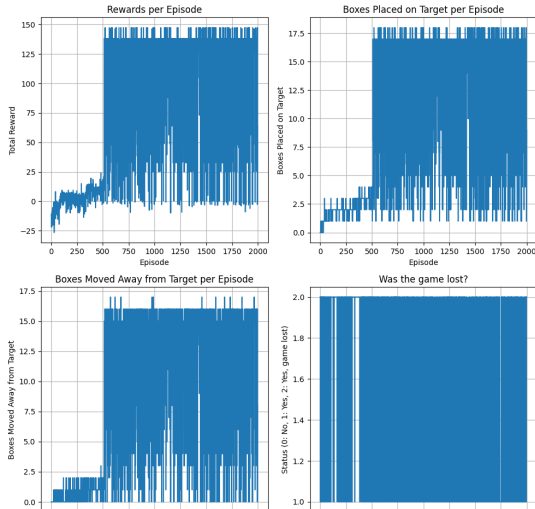 Rewards per Episode
Total Reward
150
125
100
75
50
25
0
−25
0 250 500 750 1000 1250 1500 1750 2000
Episode
Boxes Placed on Target per Episode
Boxes Placed on Target
17.5
15.0
12.5
10.0
7.5
5.0
2.5
0.0
0 250 500 750 1000 1250 1500 1750 2000
Episode
Boxes Moved Away from Target per Episode
Boxes Moved Away from Target
17.5
15.0
12.5
10.0
7.5
5.0
2.5
0.0
Was the game lost?
Status (0: No, 1: Yes, 2: Yes, game lost)
2.0
1.8
1.6
1.4
1.2
1.0